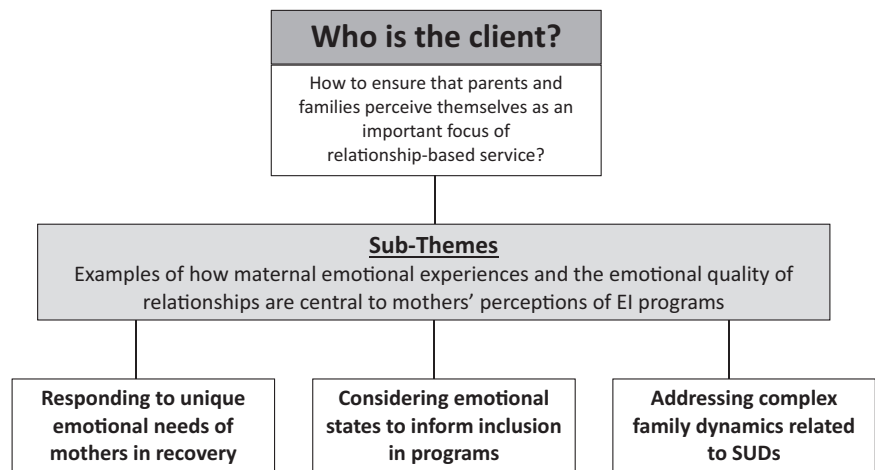 Who is the client?
How to ensure that parents and
families perceive themselves as an
important focus of
relationship-based service?
Sub-Themes
Examples of how maternal emotional experiences and the emotional quality of
relationships are central to mothers’ perceptions of EI programs
Responding to unique
emotional needs of
mothers in recovery
Considering emotional
states to inform inclusion
in programs
Addressing complex
family dynamics related
to SUDs